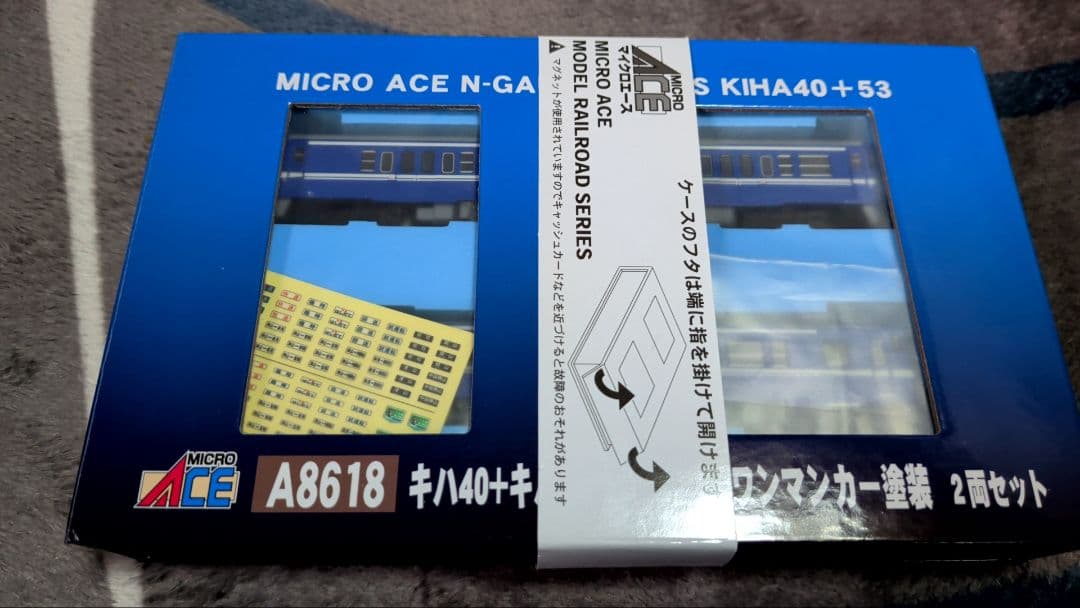 MICRO ACE N-GA
S KIHA40+53
MICRO
ACE
マイクロエース
MICRO ACE
MODEL RAILROAD SERIES
⚠ マグネットが使用されていますのでキャッシュカードなどを近づけると故障のおそれがあります
ケースのフタは端に指を掛けて開けます
MICRO
ACE
A8618 キハ40+キ
ワンマンカー塗装 2両セット